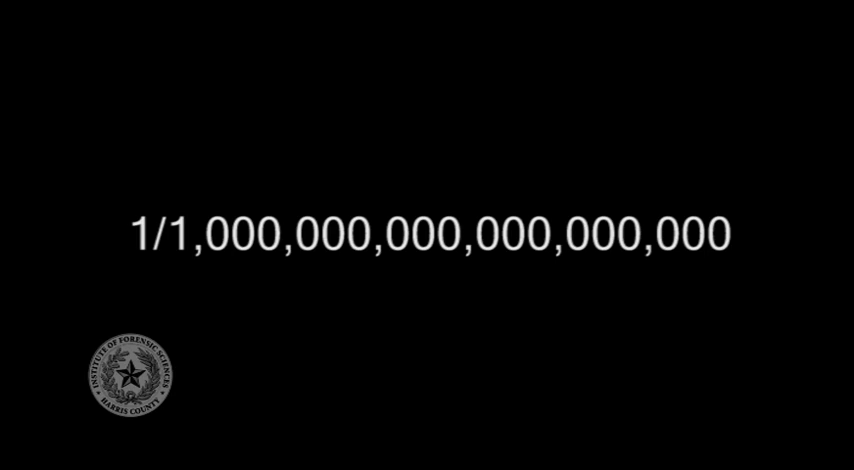 1/1,000,000,000,000,000,000
INSTITUTE OF FORENSIC SCIENCES
HARRIS COUNTY